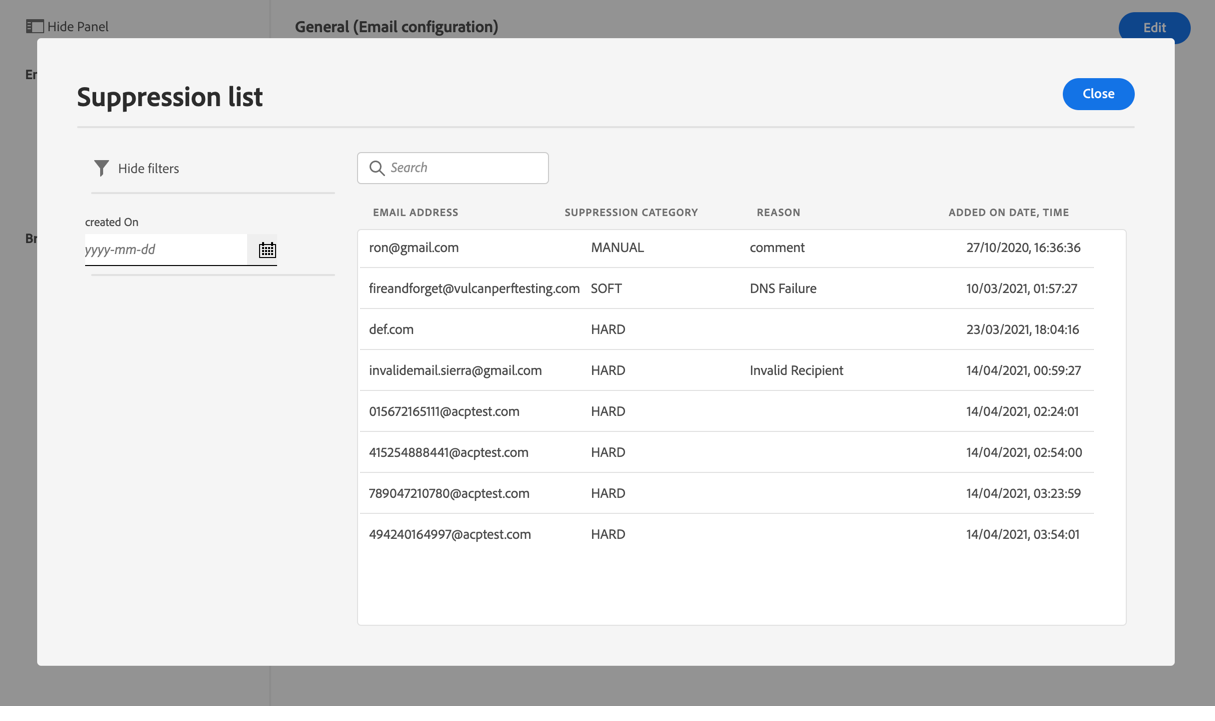 Hide Panel
General (Email configuration)
Edit
Suppression list
Close
Hide filters
Search
created On
yyyy-mm-dd
EMAIL ADDRESS SUPPRESSION CATEGORY REASON ADDED ON DATE, TIME
ron@gmail.com MANUAL comment 27/10/2020, 16:36:36
fireandforget@vulcanperftesting.com SOFT DNS Failure 10/03/2021, 01:57:27
def.com HARD 23/03/2021, 18:04:16
invalidemail.sierra@gmail.com HARD Invalid Recipient 14/04/2021, 00:59:27
015672165111@acptest.com HARD 14/04/2021, 02:24:01
415254888441@acptest.com HARD 14/04/2021, 02:54:00
789047210780@acptest.com HARD 14/04/2021, 03:23:59
494240164997@acptest.com HARD 14/04/2021, 03:54:01